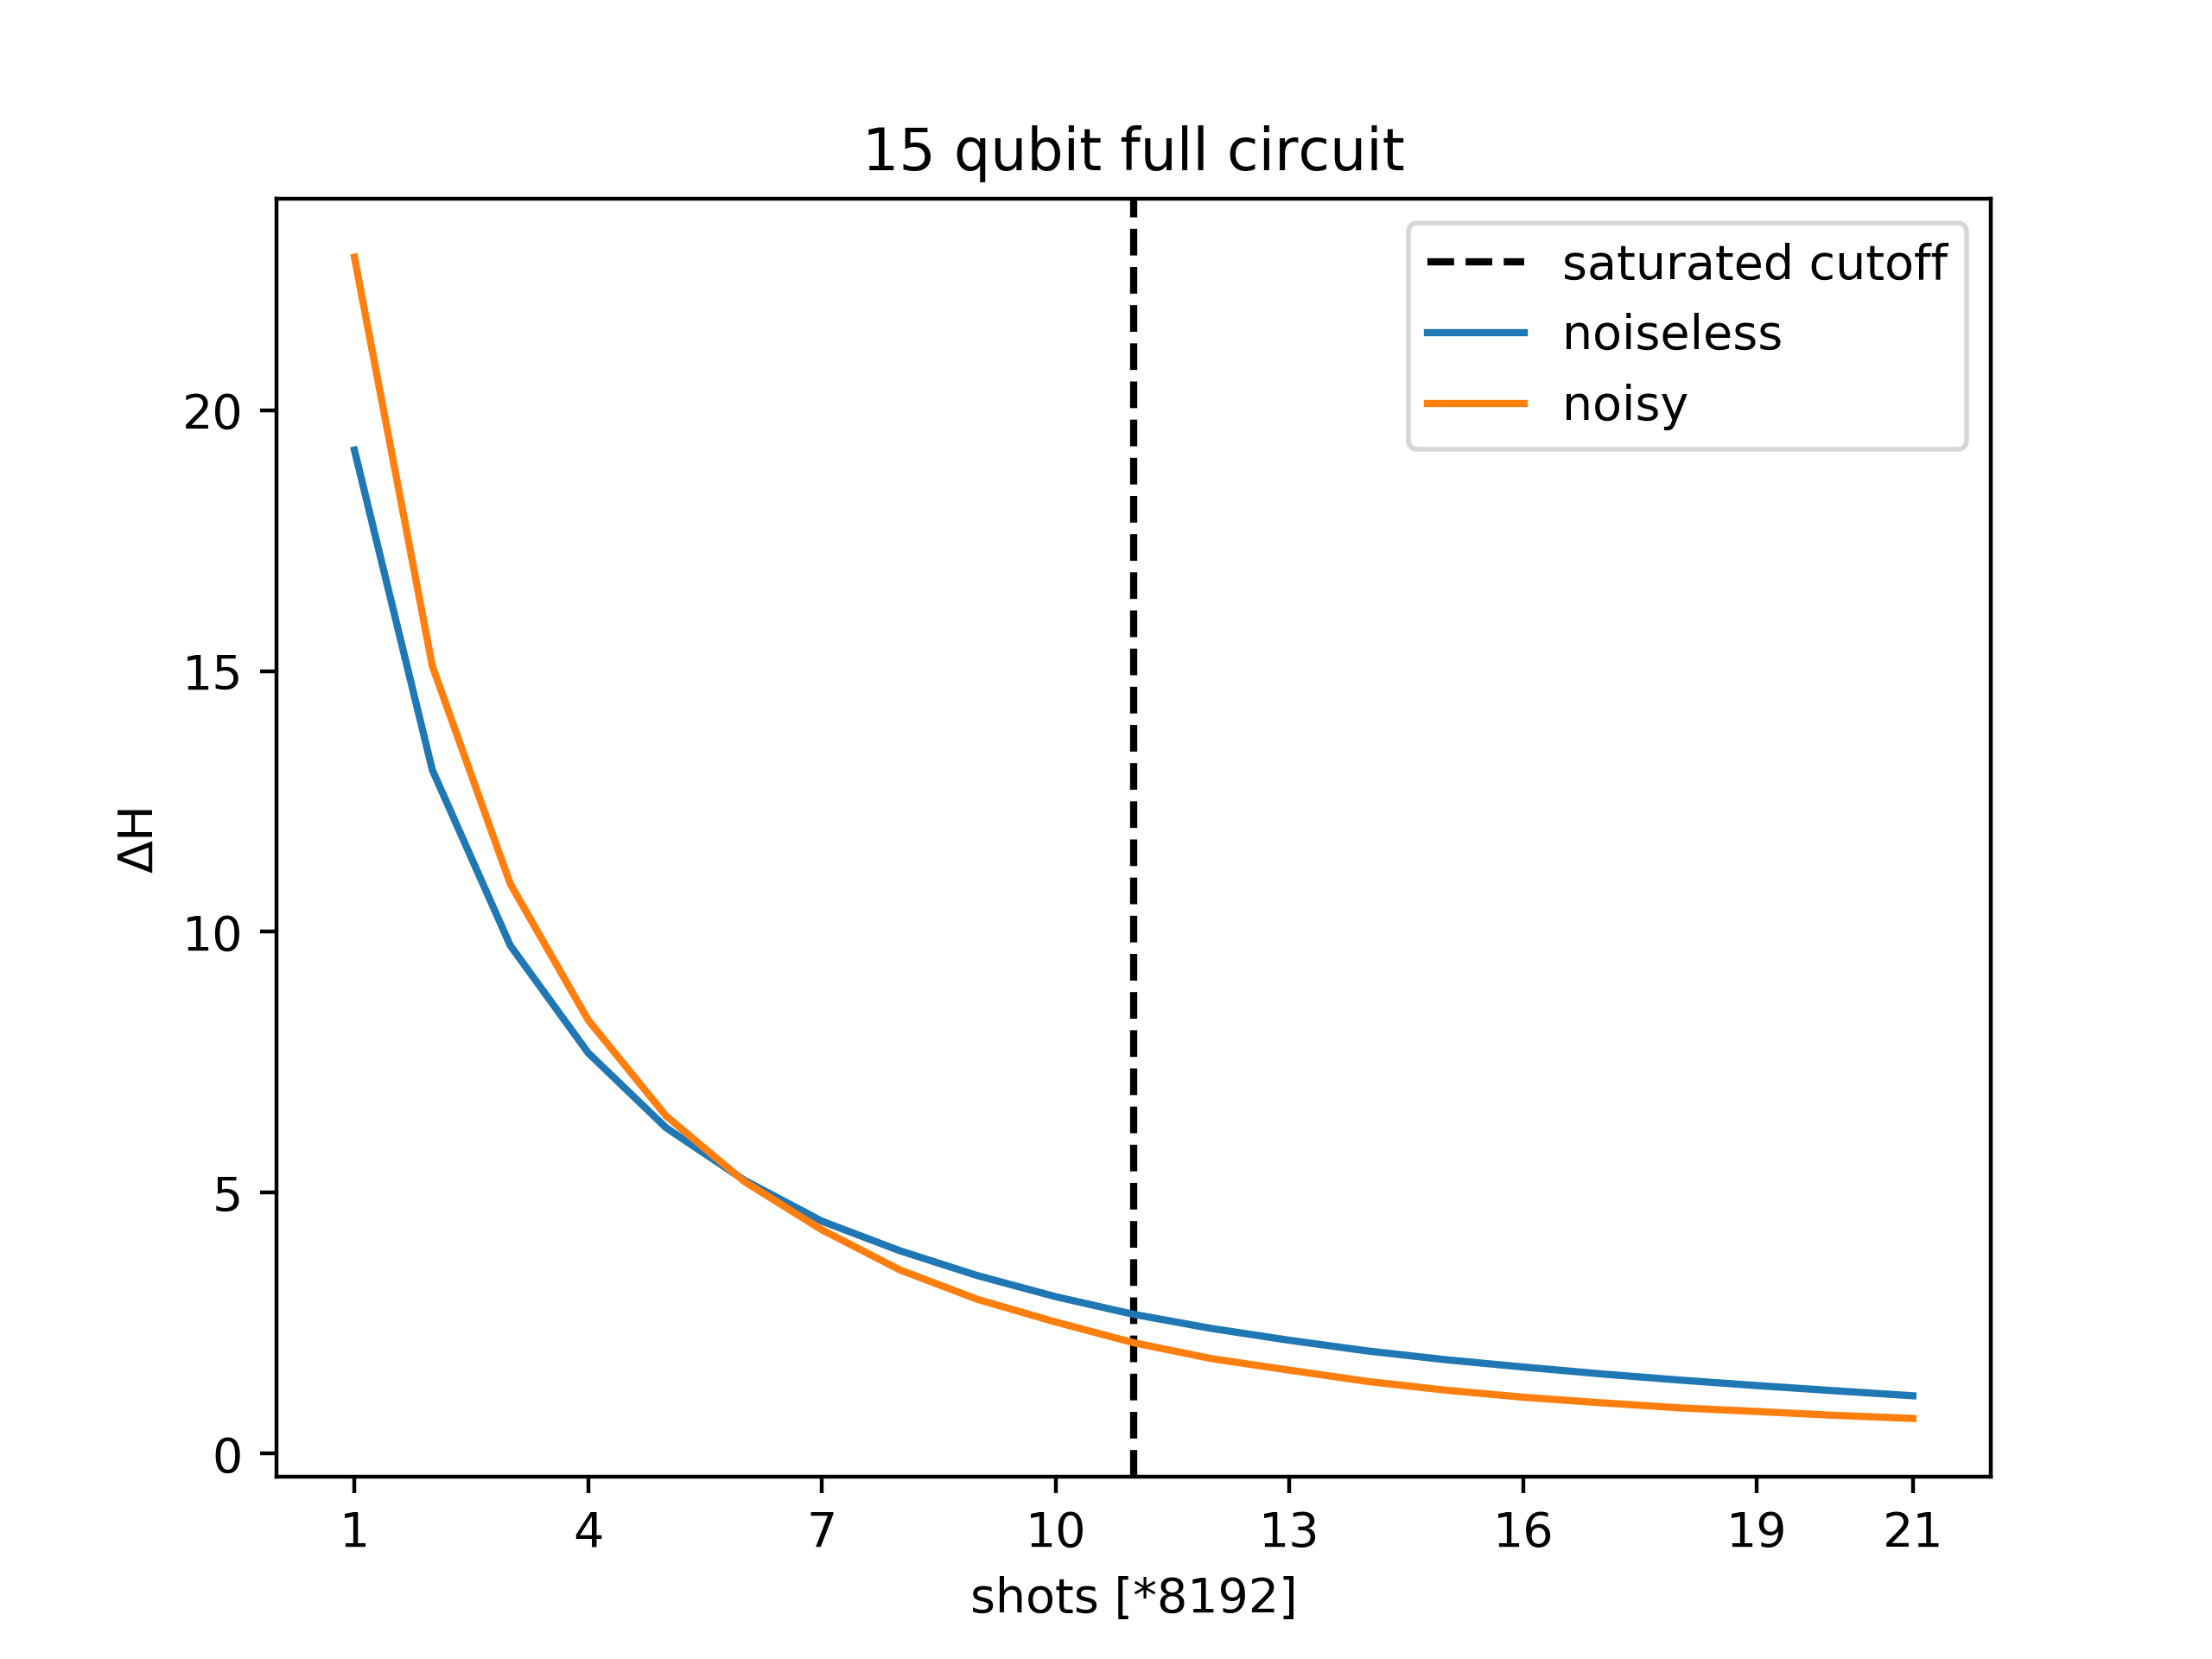 15 qubit full circuit
saturated cutoff
noiseless
noisy
20
15
10
5
0
ΔH
1 4 7 10 13 16 19 21
shots [*8192]